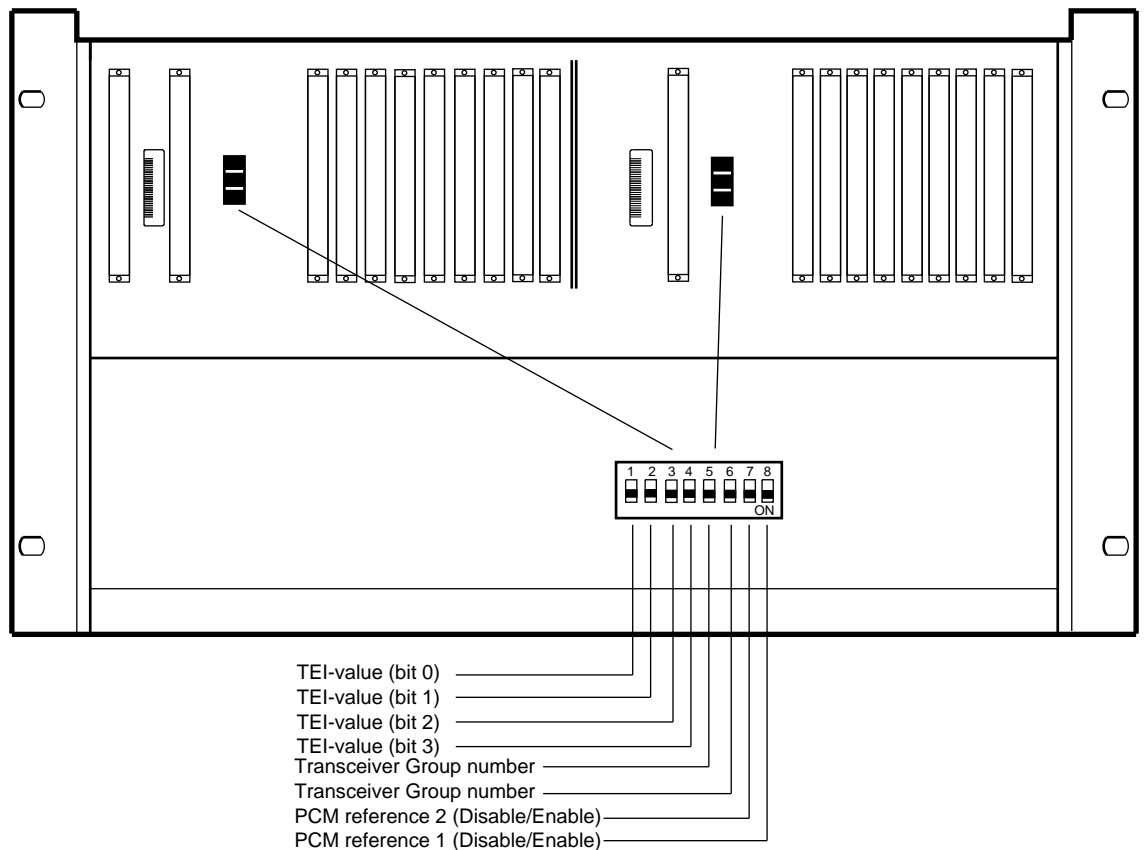 1 2 3 4 5 6 7 8
ON
TEI-value (bit 0)
TEI-value (bit 1)
TEI-value (bit 2)
TEI-value (bit 3)
Transceiver Group number
Transceiver Group number
PCM reference 2 (Disable/Enable)
PCM reference 1 (Disable/Enable)